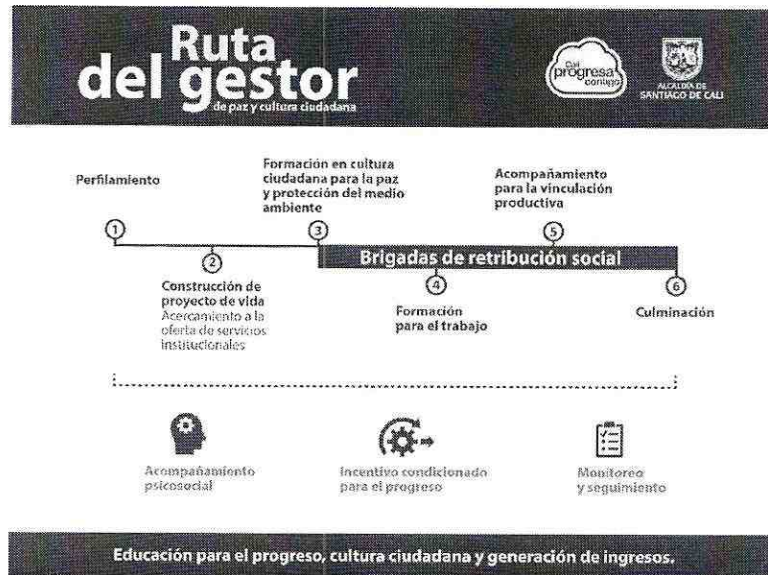 Ruta
del gestor
de paz y cultura ciudadana
Cali
progresa
contigo
ALCALDÍA DE
SANTIAGO DE CALI
Perfilamiento
1
2
Construcción de
proyecto de vida
Acercamiento a la
oferta de servicios
institucionales
Formación en cultura
ciudadana para la paz
y protección del medio
ambiente
3
Brigadas de retribución social
4
Formación
para el trabajo
Acompañamiento
para la vinculación
productiva
5
6
Culminación
Acompañamiento
psicosocial
Incentivo condicionado
para el progreso
Monitoreo
y seguimiento
Educación para el progreso, cultura ciudadana y generación de ingresos.